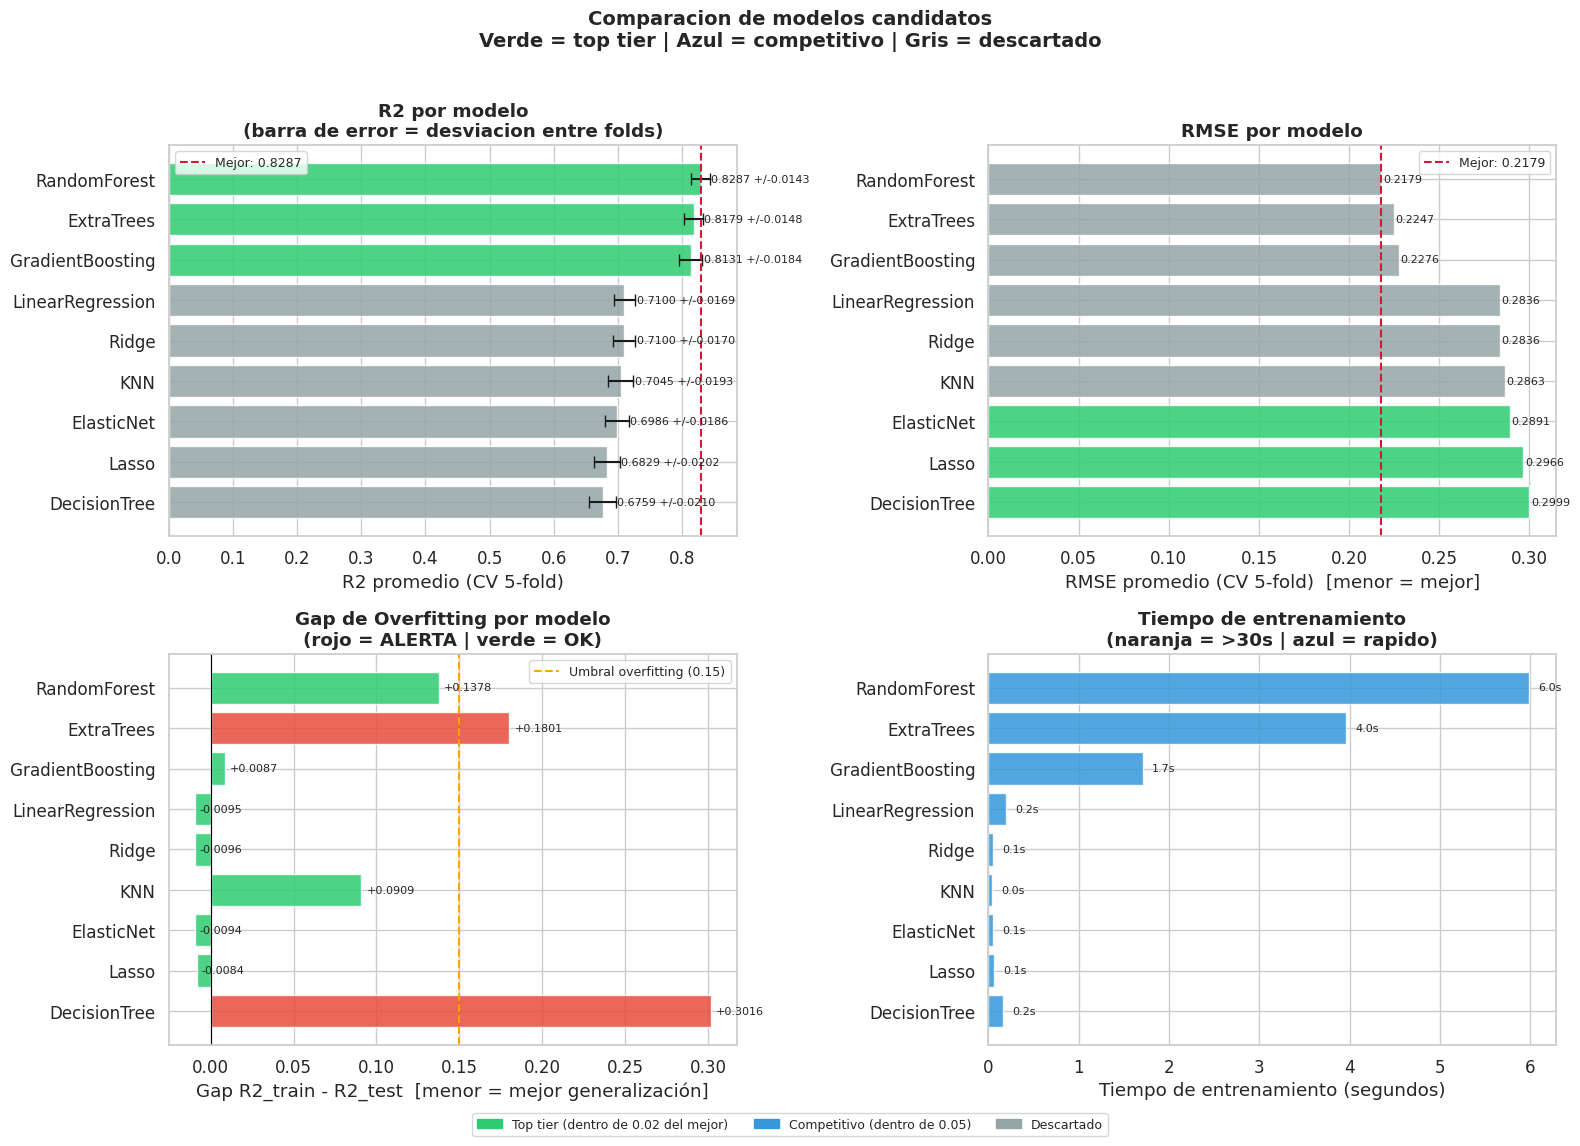 Comparacion de modelos candidatos
Verde = top tier | Azul = competitivo | Gris = descartado
R2 por modelo
(barra de error = desviacion entre folds)
Mejor: 0.8287
RandomForest
0.8287 +/-0.0143
ExtraTrees
0.8179 +/-0.0148
GradientBoosting
0.8131 +/-0.0184
LinearRegression
0.7100 +/-0.0169
Ridge
0.7100 +/-0.0170
KNN
0.7045 +/-0.0193
ElasticNet
0.6986 +/-0.0186
Lasso
0.6829 +/-0.0202
DecisionTree
0.6759 +/-0.0210
0.0 0.1 0.2 0.3 0.4 0.5 0.6 0.7 0.8
R2 promedio (CV 5-fold)
RMSE por modelo
Mejor: 0.2179
RandomForest
0.2179
ExtraTrees
0.2247
GradientBoosting
0.2276
LinearRegression
0.2836
Ridge
0.2836
KNN
0.2863
ElasticNet
0.2891
Lasso
0.2966
DecisionTree
0.2999
0.00 0.05 0.10 0.15 0.20 0.25 0.30
RMSE promedio (CV 5-fold)  [menor = mejor]
Gap de Overfitting por modelo
(rojo = ALERTA | verde = OK)
Umbral overfitting (0.15)
RandomForest
+0.1378
ExtraTrees
+0.1801
GradientBoosting
+0.0087
LinearRegression
-0.0095
Ridge
-0.0096
KNN
+0.0909
ElasticNet
-0.0094
Lasso
-0.0084
DecisionTree
+0.3016
0.00 0.05 0.10 0.15 0.20 0.25 0.30
Gap R2_train - R2_test  [menor = mejor generalización]
Tiempo de entrenamiento
(naranja = >30s | azul = rapido)
RandomForest
6.0s
ExtraTrees
4.0s
GradientBoosting
1.7s
LinearRegression
0.2s
Ridge
0.1s
KNN
0.0s
ElasticNet
0.1s
Lasso
0.1s
DecisionTree
0.2s
0 1 2 3 4 5 6
Tiempo de entrenamiento (segundos)
Top tier (dentro de 0.02 del mejor)
Competitivo (dentro de 0.05)
Descartado